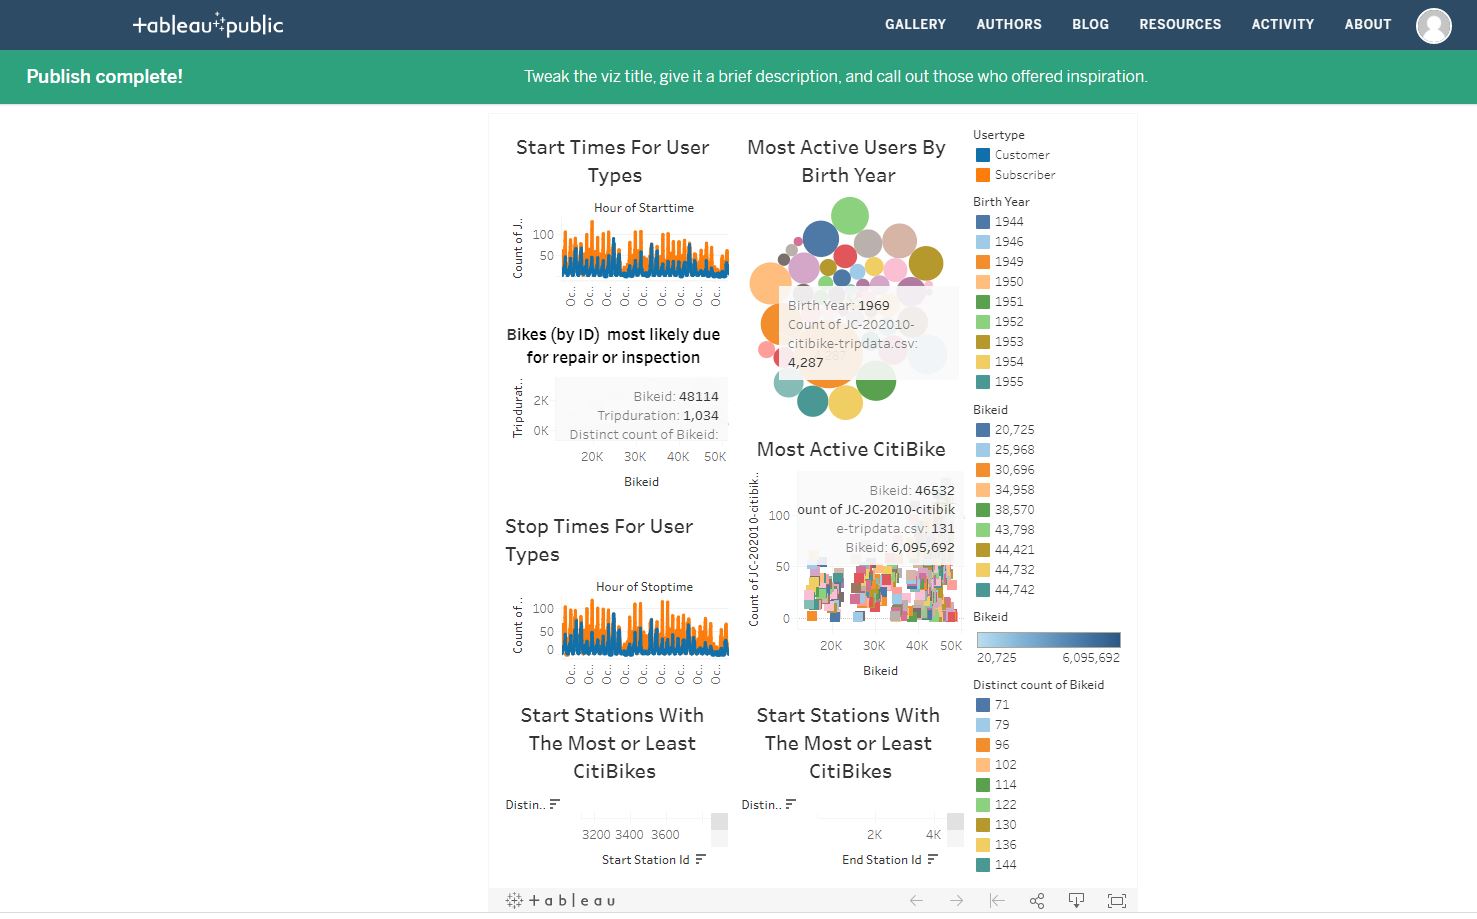 tableau public
GALLERY AUTHORS BLOG RESOURCES ACTIVITY ABOUT
Publish complete!
Tweak the viz title, give it a brief description, and call out those who offered inspiration.
Start Times For User
Types
Hour of Starttime
Count of J..
100
50
Oc.. Oc.. Oc.. Oc.. Oc.. Oc.. Oc.. Oc.. Oc..
Bikes (by ID) most likely due
for repair or inspection
Tripdurat..
2K
0K
Bikeid: 48114
Tripduration: 1,034
Distinct count of Bikeid:
20K 30K 40K 50K
Bikeid
Stop Times For User
Types
Hour of Stoptime
Count of ..
100
50
0
Oc.. Oc.. Oc.. Oc.. Oc.. Oc.. Oc.. Oc.. Oc..
Start Stations With
The Most or Least
CitiBikes
Distin..
3200 3400 3600
Start Station Id
Most Active Users By
Birth Year
Birth Year: 1969
Count of JC-202010-
citibike-tripdata.csv:
4,287
Most Active CitiBike
Count of JC-202010-citibik..
100
50
0
Bikeid: 46532
ount of JC-202010-citibik
e-tripdata.csv: 131
Bikeid: 6,095,692
20K 30K 40K 50K
Bikeid
Start Stations With
The Most or Least
CitiBikes
Distin..
2K 4K
End Station Id
Usertype
Customer
Subscriber
Birth Year
1944
1946
1949
1950
1951
1952
1953
1954
1955
Bikeid
20,725
25,968
30,696
34,958
38,570
43,798
44,421
44,732
44,742
Bikeid
20,725 6,095,692
Distinct count of Bikeid
71
79
96
102
114
122
130
136
144
tableau